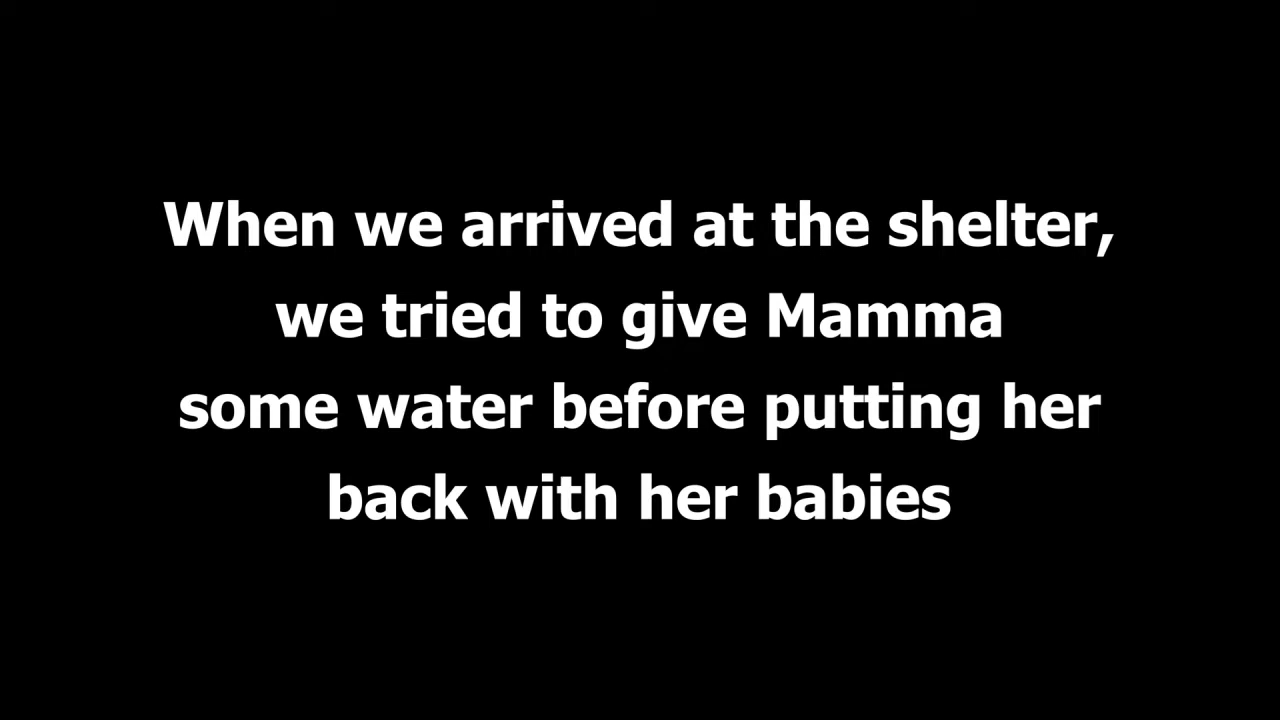 When we arrived at the shelter,
we tried to give Mamma
some water before putting her
back with her babies